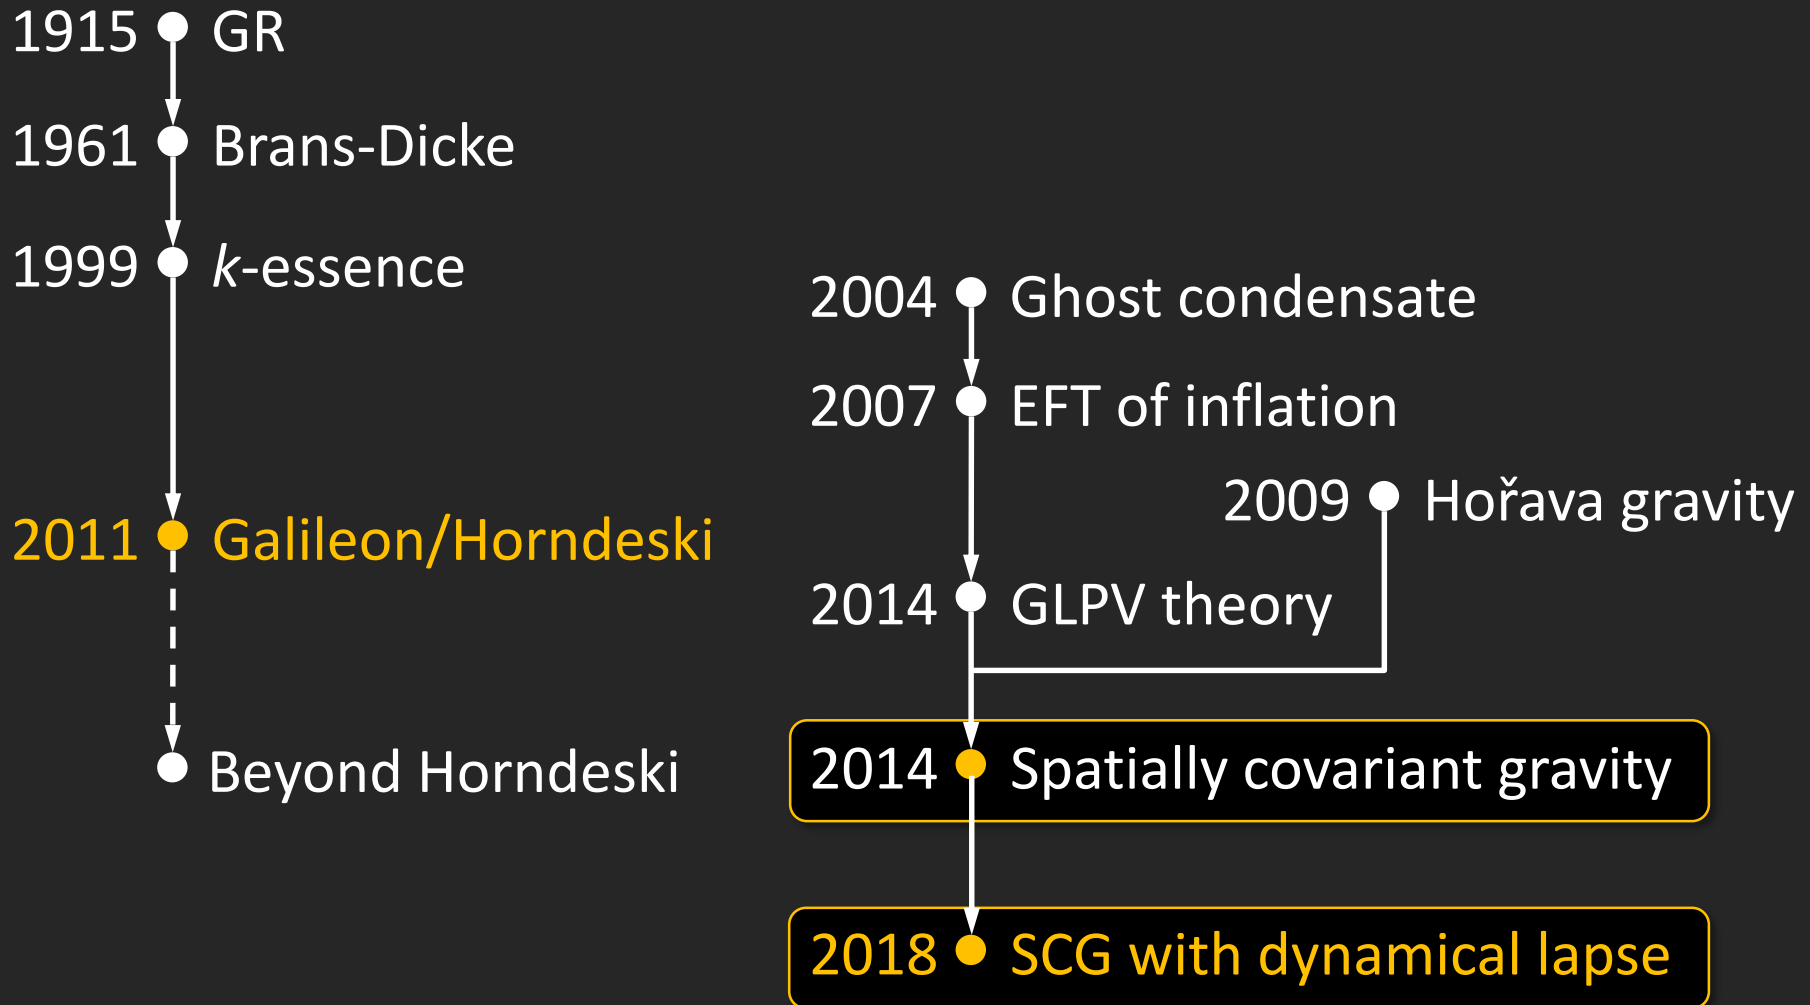 1915 GR
1961 Brans-Dicke
1999 k-essence
2011 Galileon/Horndeski
Beyond Horndeski
2004 Ghost condensate
2007 EFT of inflation
2009 Hořava gravity
2014 GLPV theory
2014 Spatially covariant gravity
2018 SCG with dynamical lapse